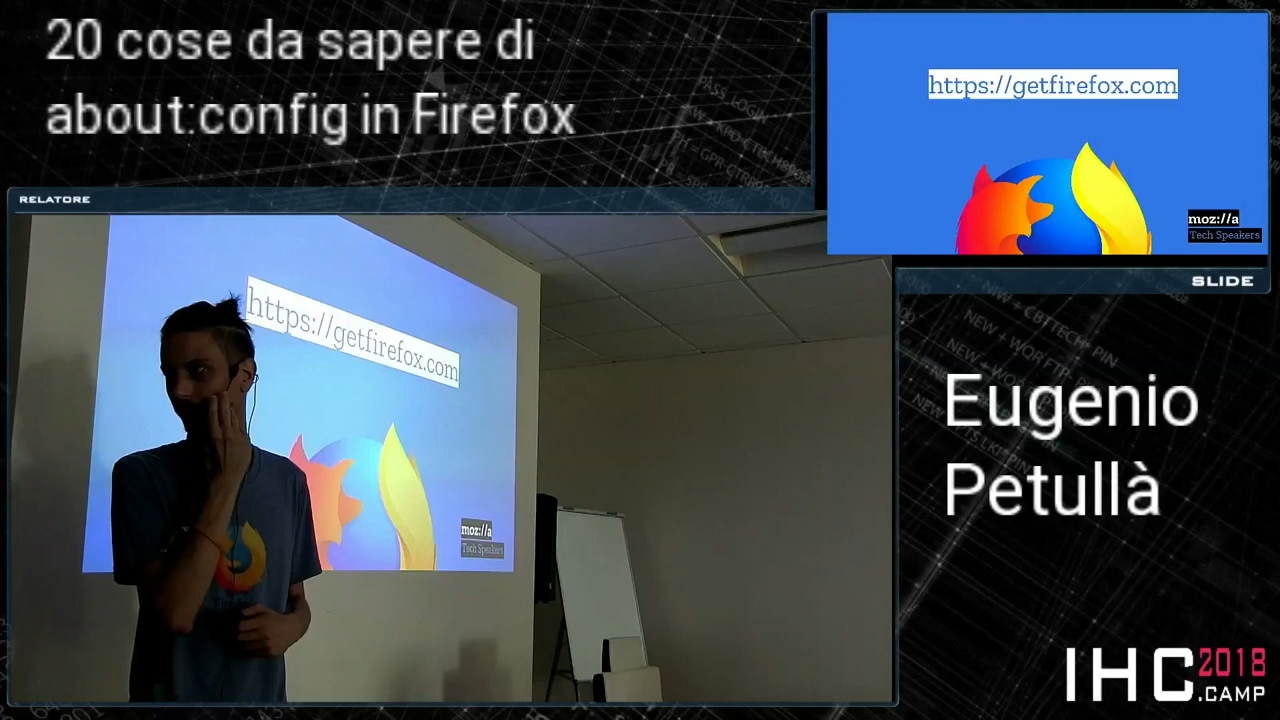 20 cose da sapere di
about:config in Firefox
https://getfirefox.com
moz://a
Tech Speakers
RELATORE
https://getfirefox.com
moz://a
Tech Speakers
SLIDE
Eugenio
Petullà
IHC 2018
.CAMP